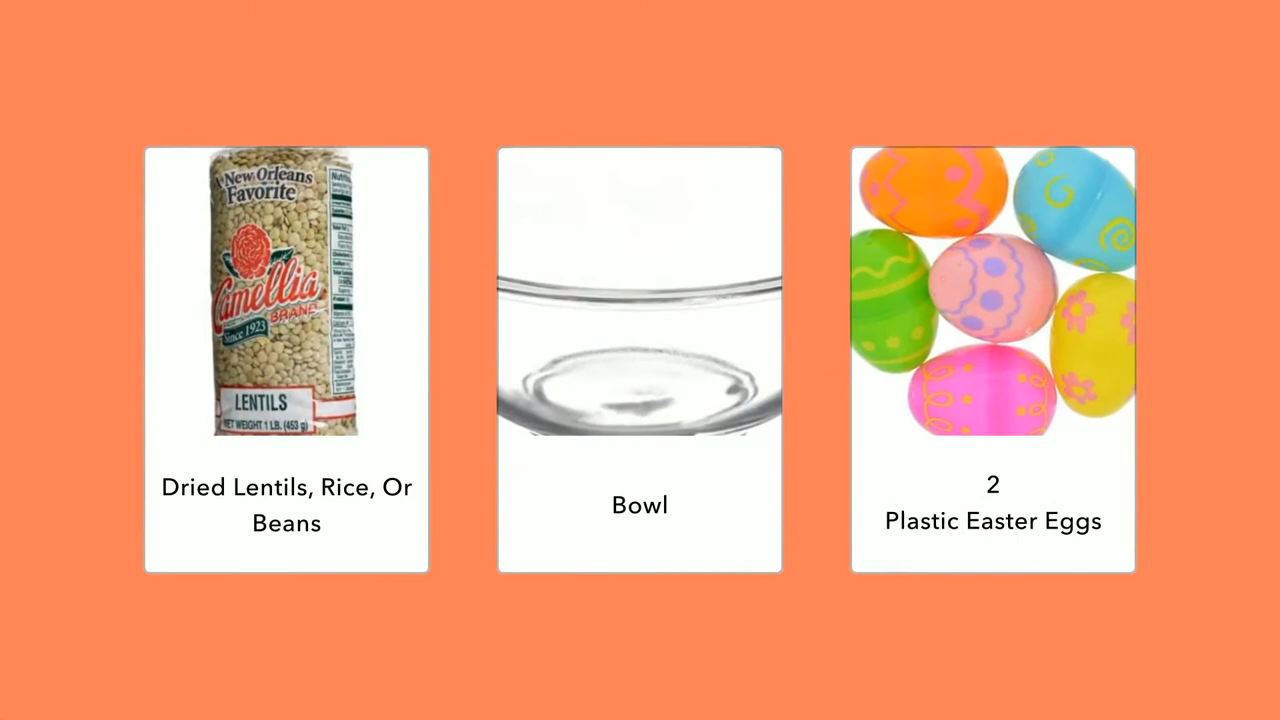 A New Orleans
Favorite
Camellia
BRAND
Since 1923
LENTILS
NET WEIGHT 1 LB. (453 g)
Dried Lentils, Rice, Or
Beans
Bowl
2
Plastic Easter Eggs